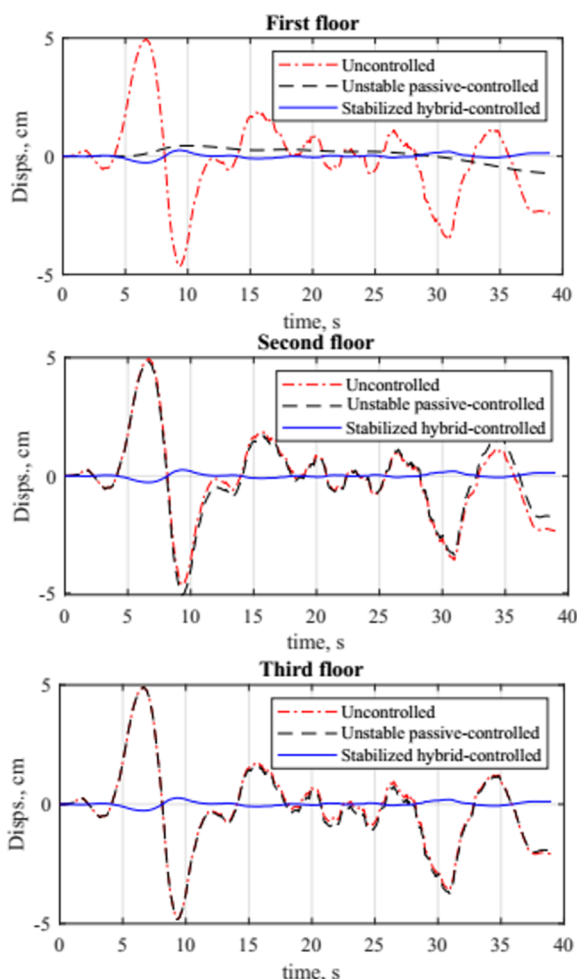 First floor
5
0
-5
Disps., cm
Uncontrolled
Unstable passive-controlled
Stabilized hybrid-controlled
0 5 10 15 20 25 30 35 40
time, s
Second floor
5
0
-5
Disps., cm
Uncontrolled
Unstable passive-controlled
Stabilized hybrid-controlled
0 5 10 15 20 25 30 35 40
time, s
Third floor
5
0
-5
Disps., cm
Uncontrolled
Unstable passive-controlled
Stabilized hybrid-controlled
0 5 10 15 20 25 30 35 40
time, s